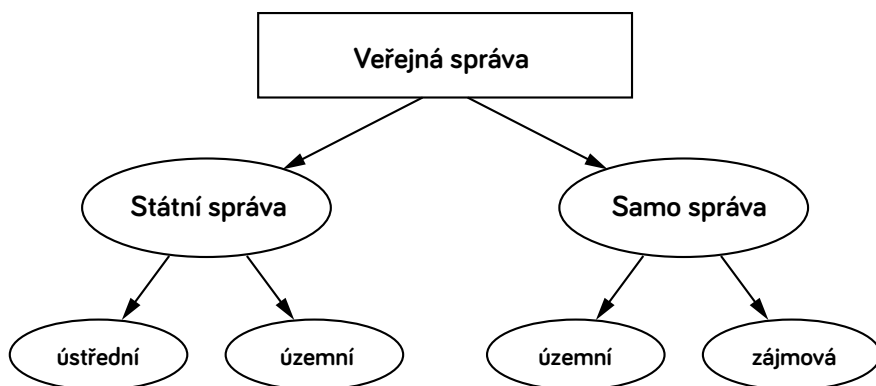 Veřejná správa
Státní správa
Samo správa
ústřední
územní
územní
zájmová